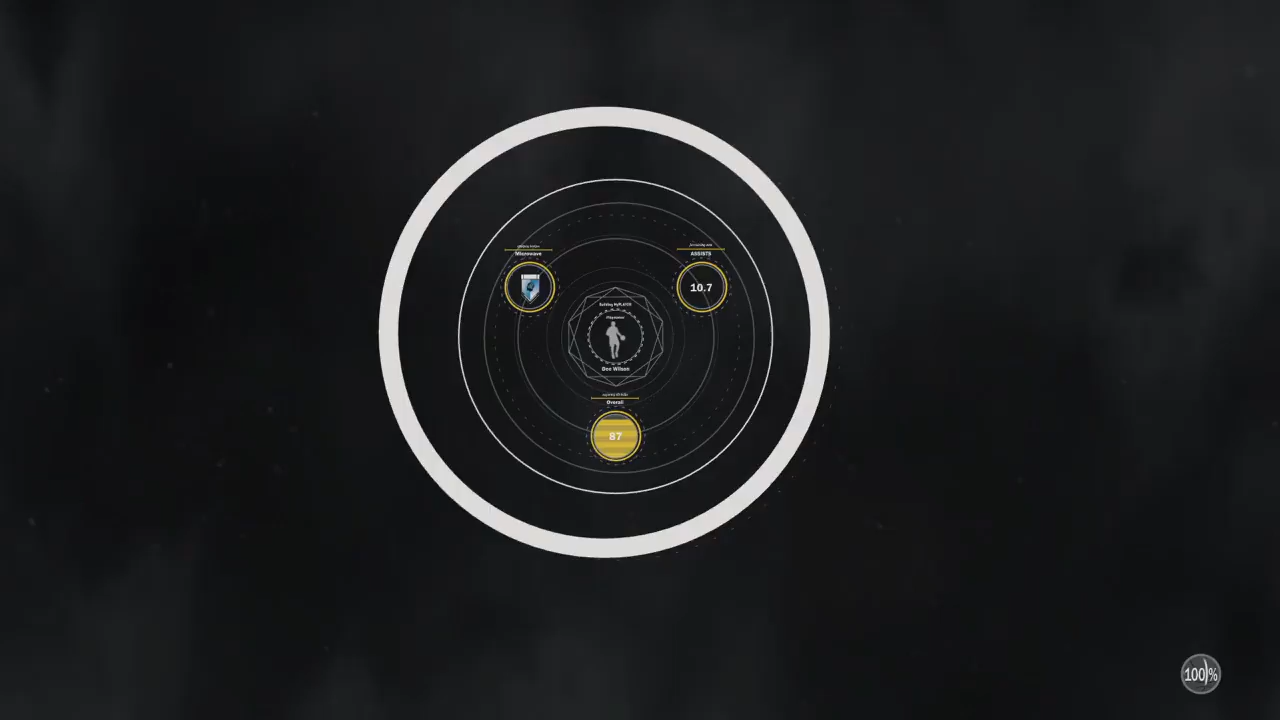 Microwave
ASSISTS
10.7
Building MyPLAYER
Playmaker
Dee Wilson
Overall
87
100%